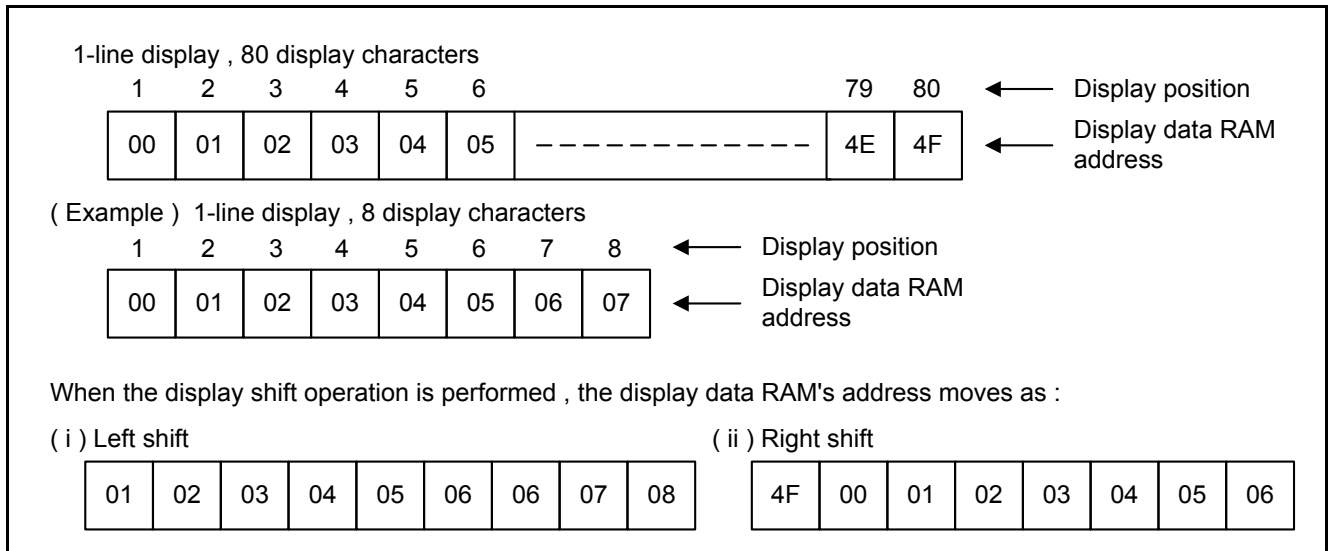 1-line display , 80 display characters
1 2 3 4 5 6 79 80 Display position
00 01 02 03 04 05 4E 4F Display data RAM address
( Example ) 1-line display , 8 display characters
1 2 3 4 5 6 7 8 Display position
00 01 02 03 04 05 06 07 Display data RAM address
When the display shift operation is performed , the display data RAM's address moves as :
( i ) Left shift ( ii ) Right shift
01 02 03 04 05 06 06 07 08 4F 00 01 02 03 04 05 06